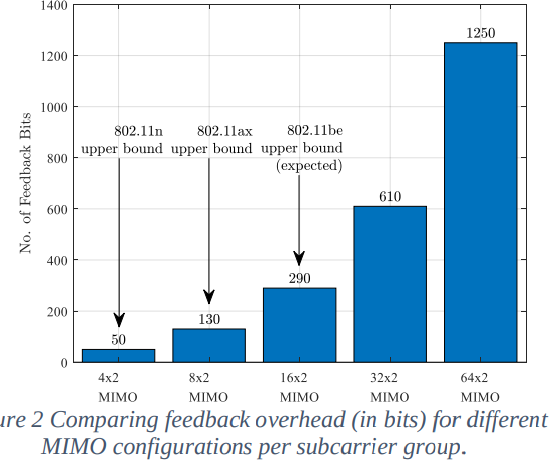 1400
1200
1000
800
600
400
200
0
No. of Feedback Bits
802.11n
upper bound
802.11ax
upper bound
802.11be
upper bound
(expected)
50
130
290
610
1250
4x2
MIMO
8x2
MIMO
16x2
MIMO
32x2
MIMO
64x2
MIMO
ure 2 Comparing feedback overhead (in bits) for different
MIMO configurations per subcarrier group.